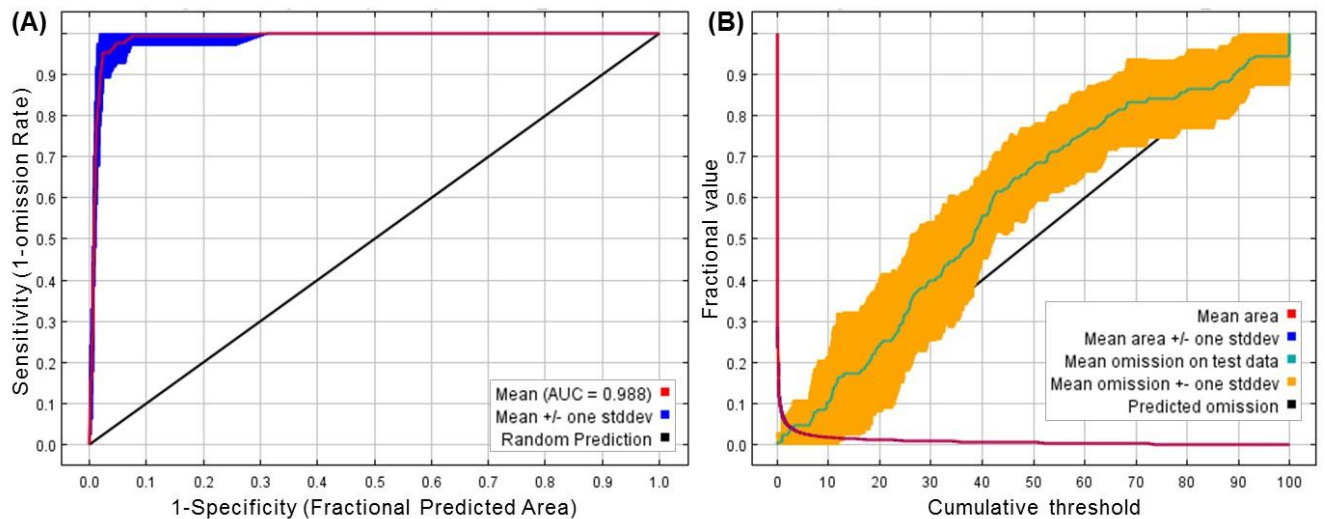 (A)
Sensitivity (1-omission Rate)
0.9
0.8
0.7
0.6
0.5
0.4
0.3
0.2
0.1
0.0
Mean (AUC = 0.988)
Mean +/- one stddev
Random Prediction
0.0 0.1 0.2 0.3 0.4 0.5 0.6 0.7 0.8 0.9 1.0
1-Specificity (Fractional Predicted Area)
(B)
Fractional value
0.9
0.8
0.7
0.6
0.5
0.4
0.3
0.2
0.1
0.0
Mean area
Mean area +/- one stddev
Mean omission on test data
Mean omission +- one stddev
Predicted omission
0 10 20 30 40 50 60 70 80 90 100
Cumulative threshold